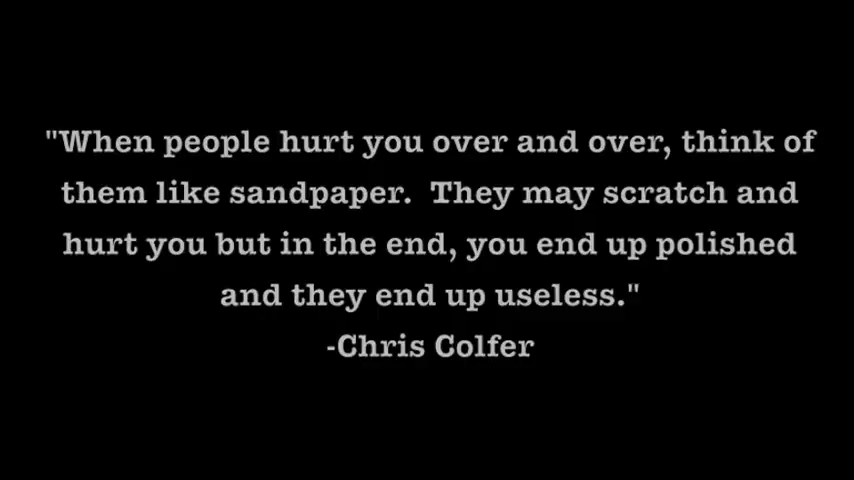 "When people hurt you over and over, think of
them like sandpaper.  They may scratch and
hurt you but in the end, you end up polished
and they end up useless."
-Chris Colfer